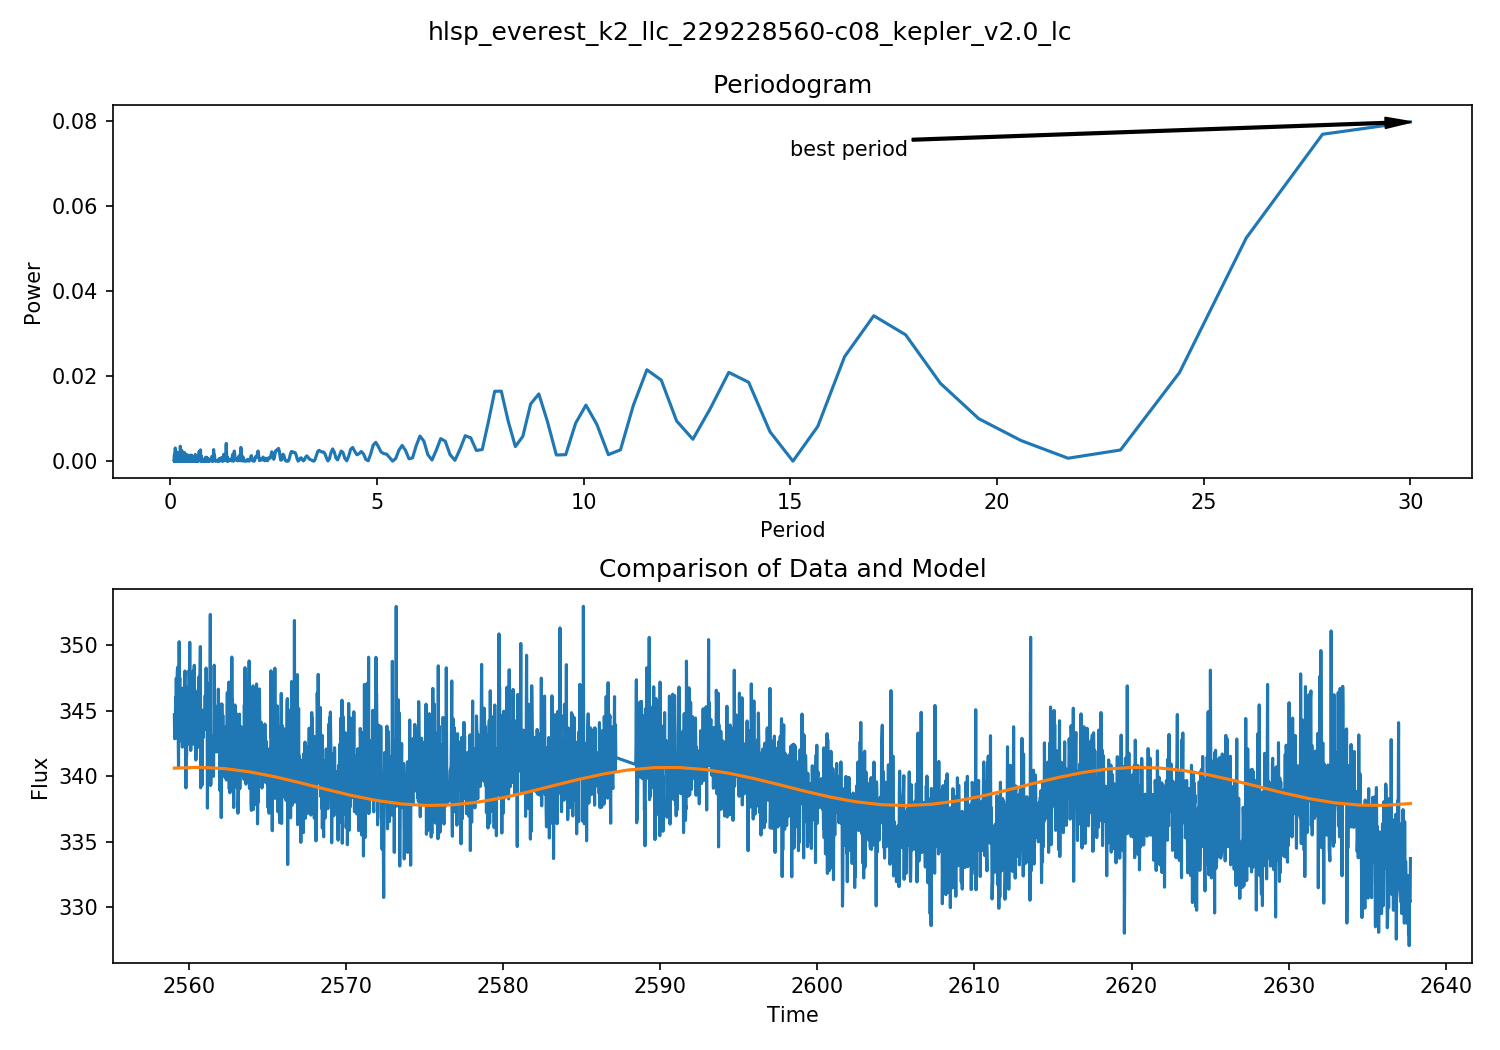 hlsp_everest_k2_llc_229228560-c08_kepler_v2.0_lc
Periodogram
0.08
0.06
0.04
0.02
0.00
Power
best period
0 5 10 15 20 25 30
Period
Comparison of Data and Model
350
345
340
335
330
Flux
2560 2570 2580 2590 2600 2610 2620 2630 2640
Time